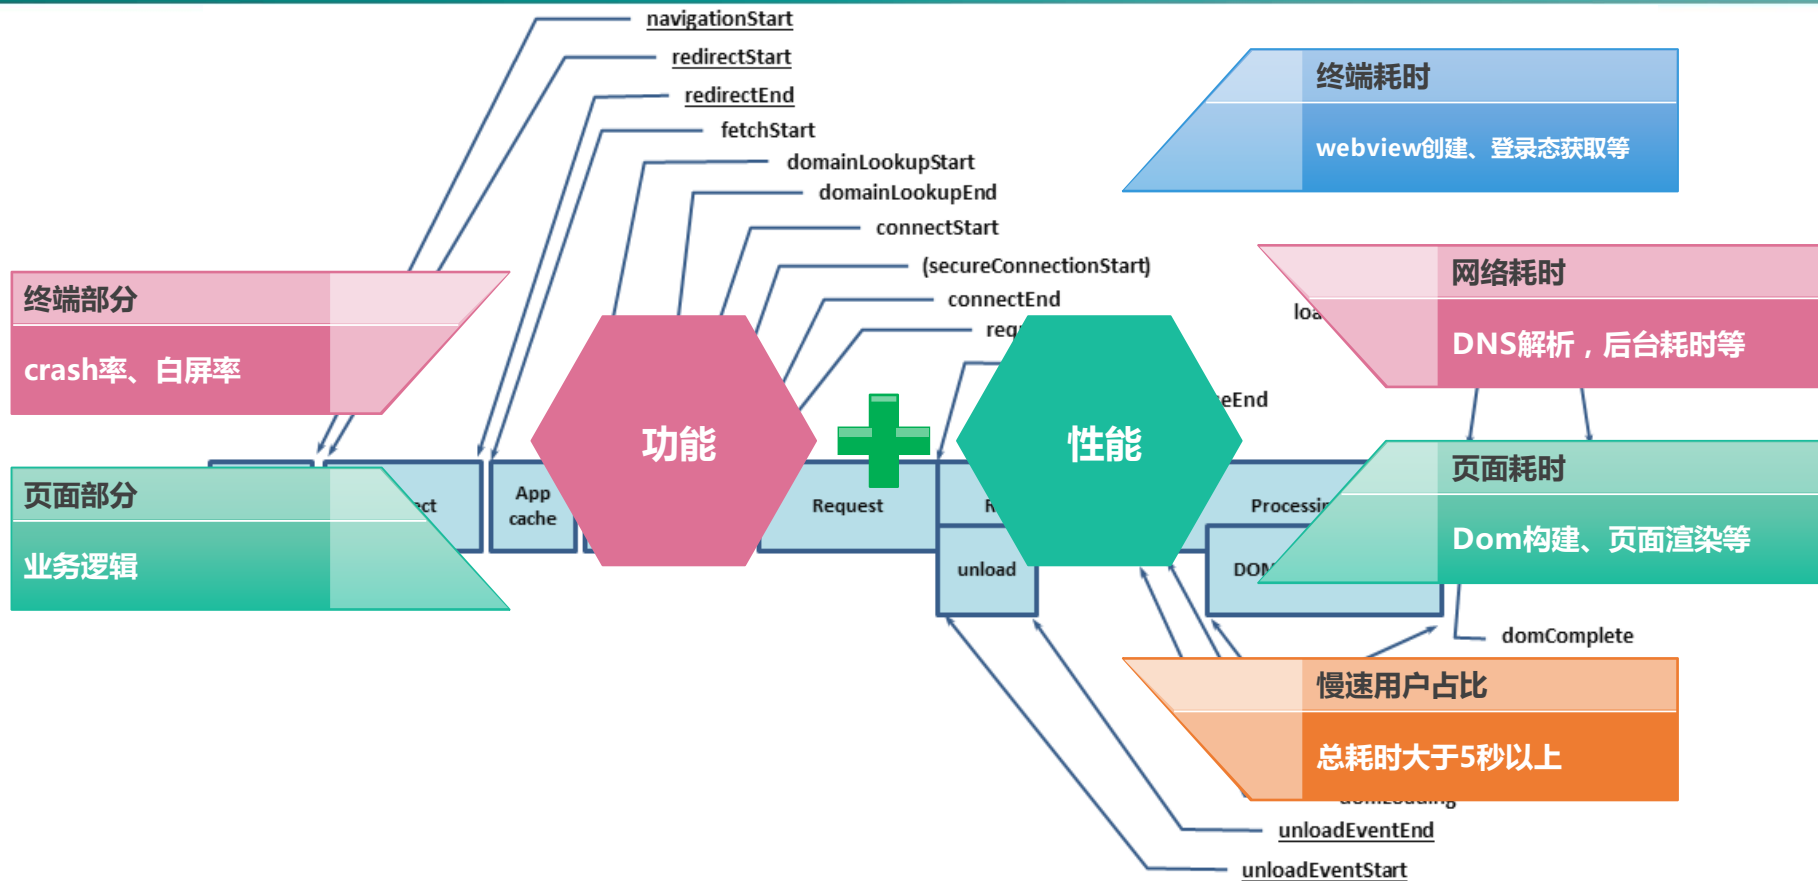 navigationStart
redirectStart
redirectEnd
fetchStart
domainLookupStart
domainLookupEnd
connectStart
(secureConnectionStart)
connectEnd
终端耗时
webview创建、登录态获取等
网络耗时
DNS解析，后台耗时等
终端部分
crash率、白屏率
功能
性能
页面部分
业务逻辑
App
cache
Request
unload
页面耗时
Dom构建、页面渲染等
domComplete
慢速用户占比
总耗时大于5秒以上
unloadEventEnd
unloadEventStart